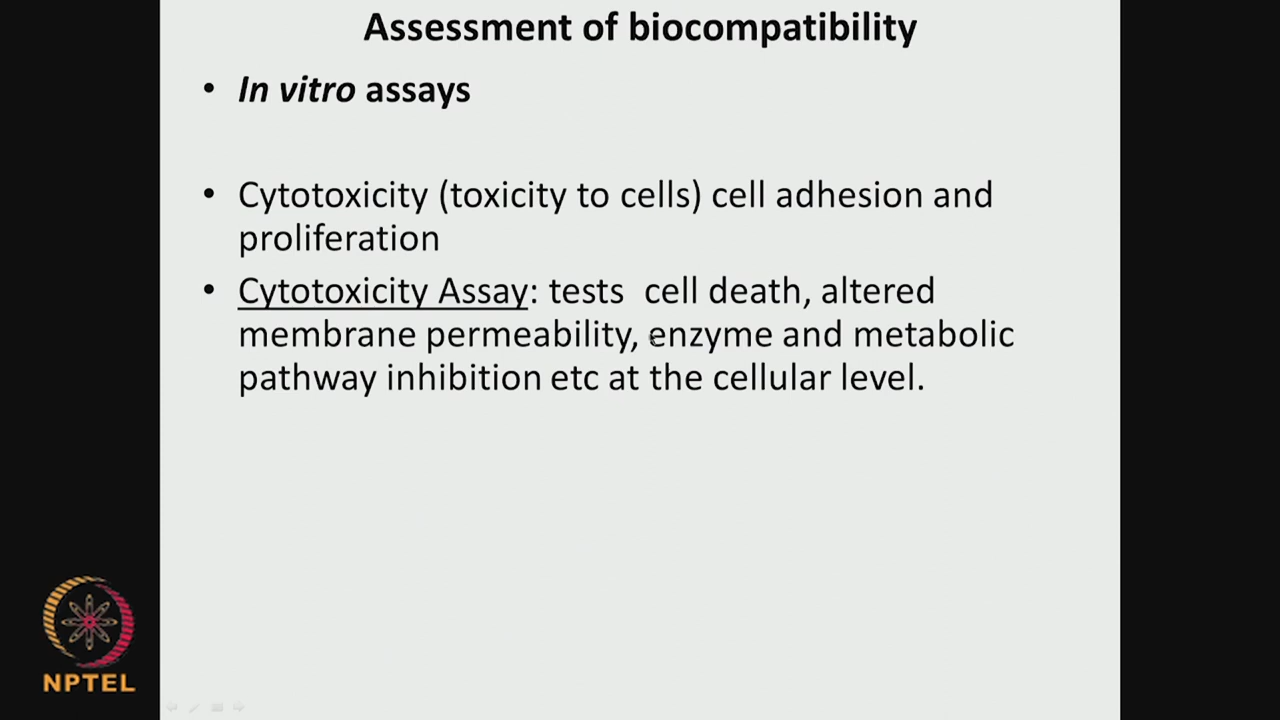 Assessment of biocompatibility
• In vitro assays
• Cytotoxicity (toxicity to cells) cell adhesion and
proliferation
• Cytotoxicity Assay: tests  cell death, altered
membrane permeability, enzyme and metabolic
pathway inhibition etc at the cellular level.
NPTEL